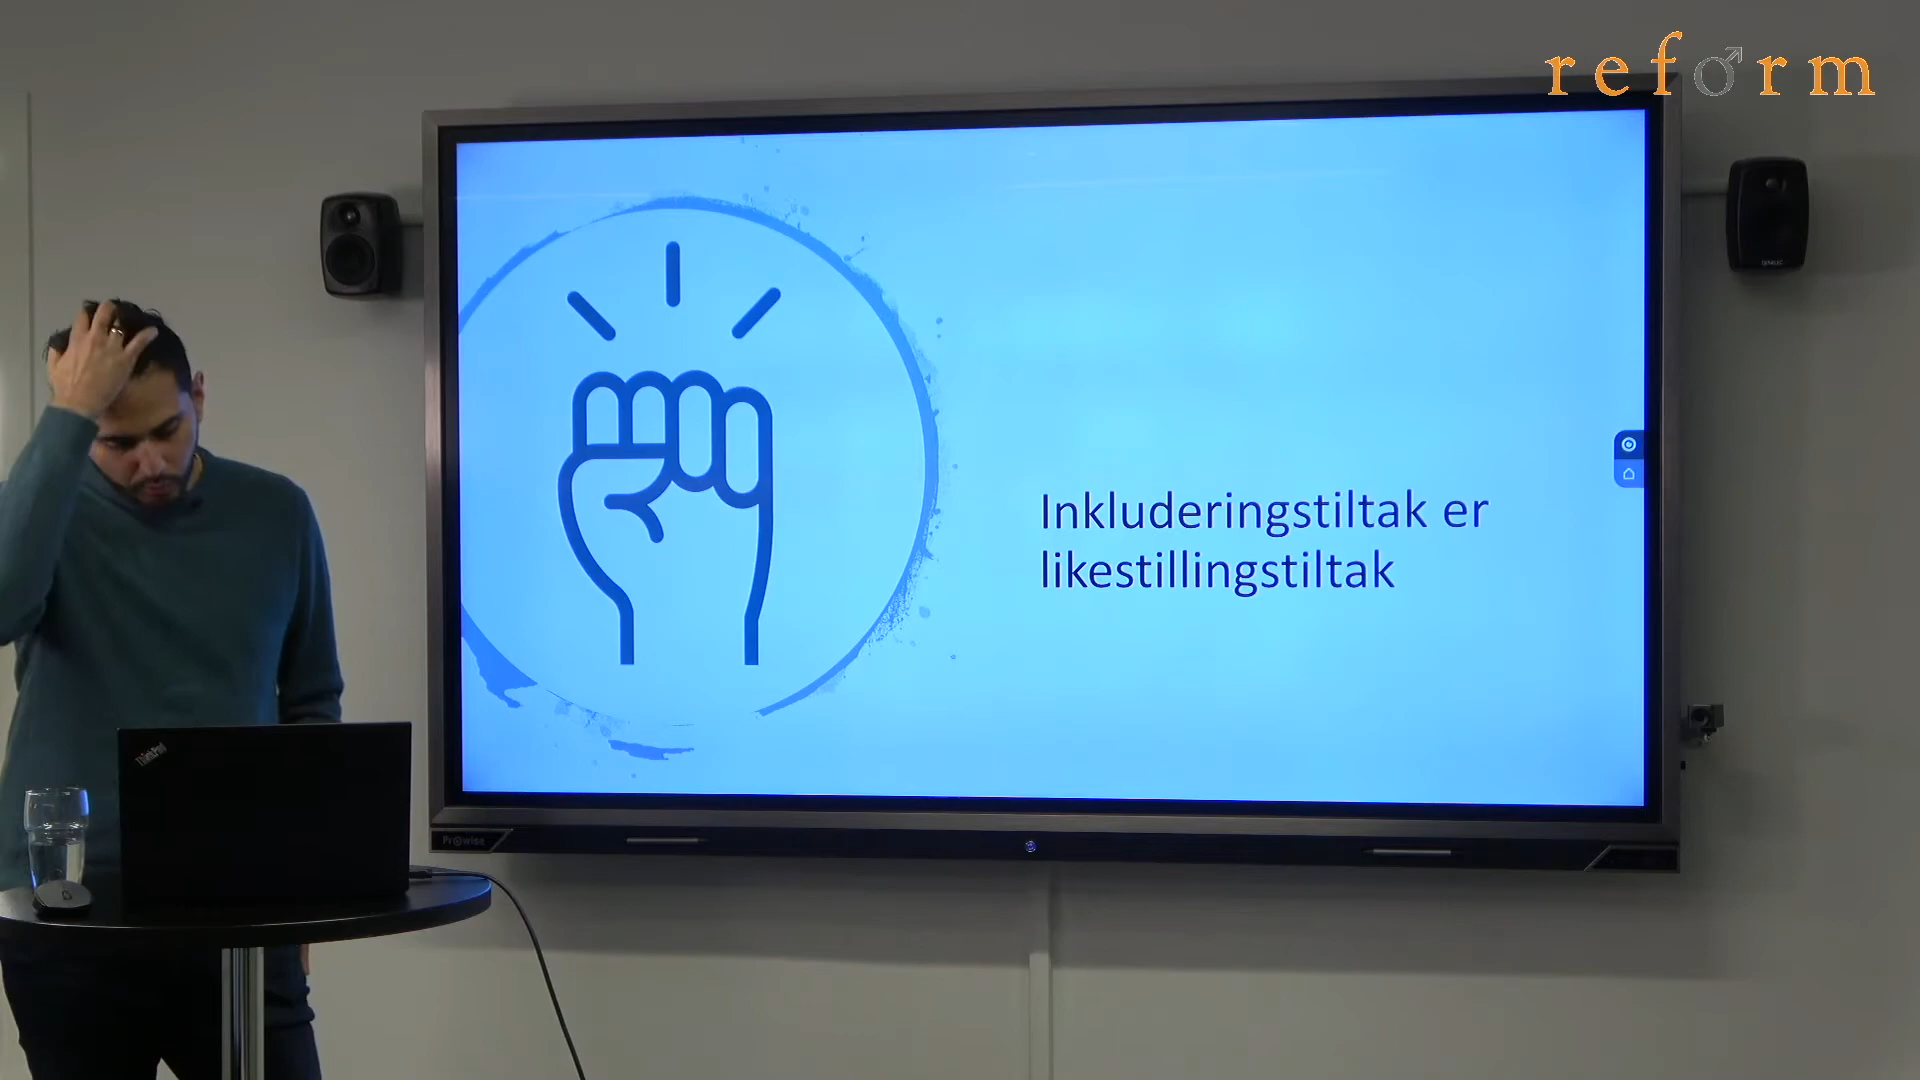 reform
Inkluderingstiltak er
likestillingstiltak
ThinkPad
Prowise